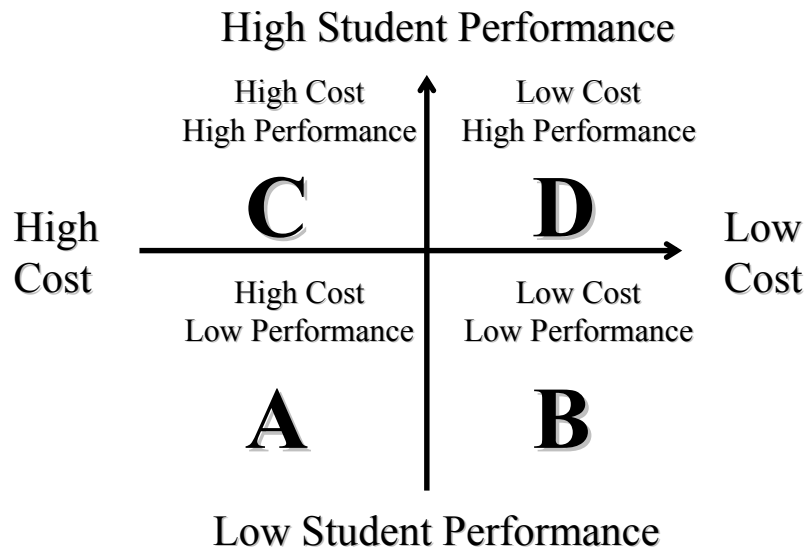 High Student Performance
High Cost
High Performance
Low Cost
High Performance
C
D
High
Cost
Low
Cost
High Cost
Low Performance
Low Cost
Low Performance
A
B
Low Student Performance